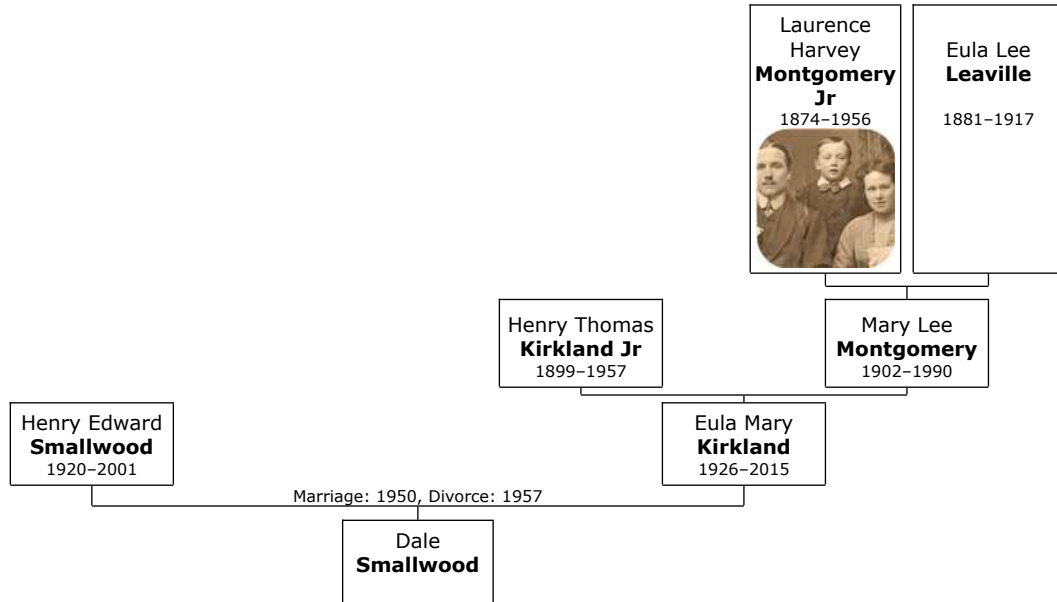 Laurence
Harvey
Montgomery
Jr
1874–1956
Eula Lee
Leaville
1881–1917
Henry Thomas
Kirkland Jr
1899–1957
Mary Lee
Montgomery
1902–1990
Henry Edward
Smallwood
1920–2001
Eula Mary
Kirkland
1926–2015
Marriage: 1950, Divorce: 1957
Dale
Smallwood